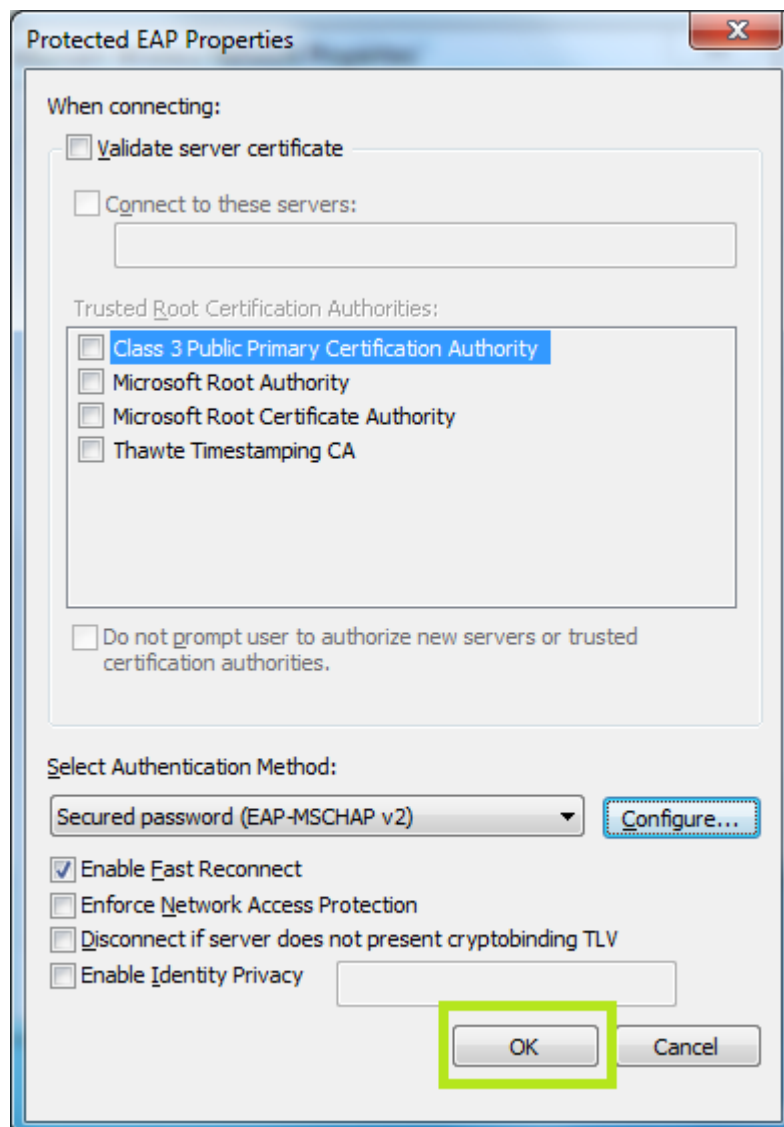 Protected EAP Properties
When connecting:
Validate server certificate
Connect to these servers:
Trusted Root Certification Authorities:
Class 3 Public Primary Certification Authority
Microsoft Root Authority
Microsoft Root Certificate Authority
Thawte Timestamping CA
Do not prompt user to authorize new servers or trusted
certification authorities.
Select Authentication Method:
Secured password (EAP-MSCHAP v2)
Configure...
Enable Fast Reconnect
Enforce Network Access Protection
Disconnect if server does not present cryptobinding TLV
Enable Identity Privacy
OK
Cancel